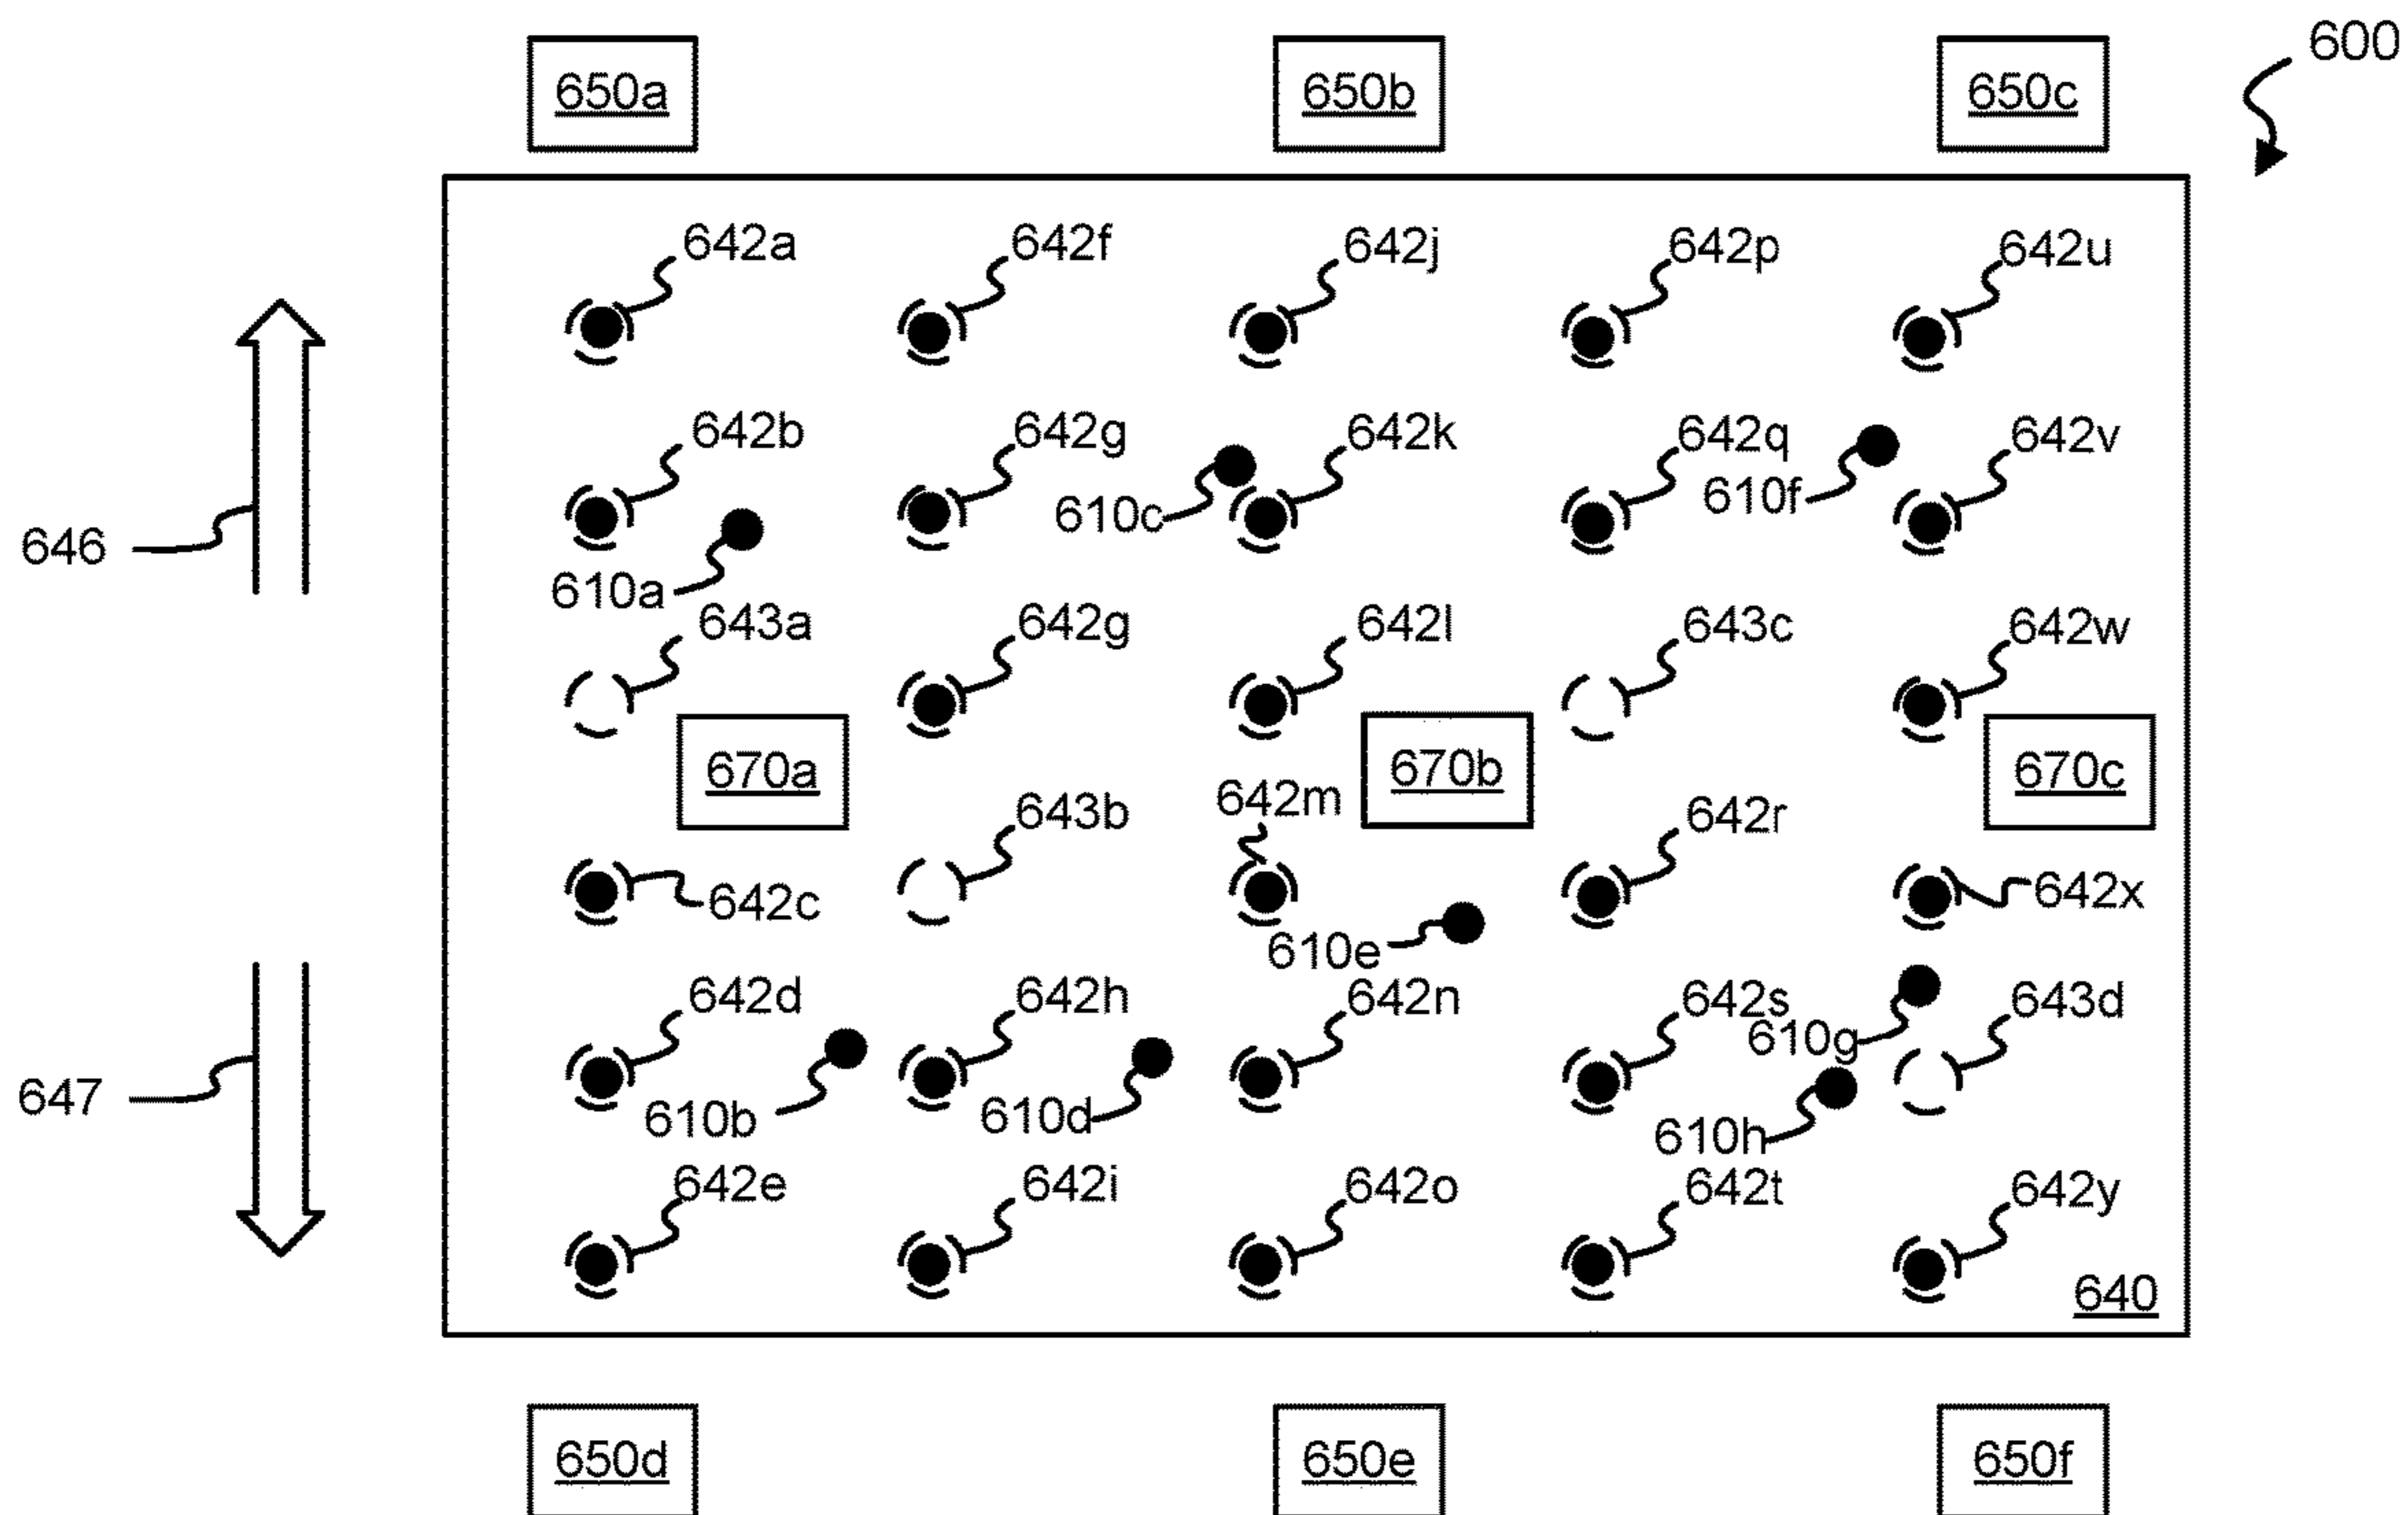 600
650a 650b 650c
642a 642f 642j 642p 642u
642b 642g 642k 642q 642v
610c 610f
646
610a
643a 642g 642l 643c 642w
670a 670b 670c
642m
643b 642r
642c 642x
610e
642d 642h 642n 642s 643d
610g
647
610b 610d 610h
642e 642i 642o 642t 642y
640
650d 650e 650f